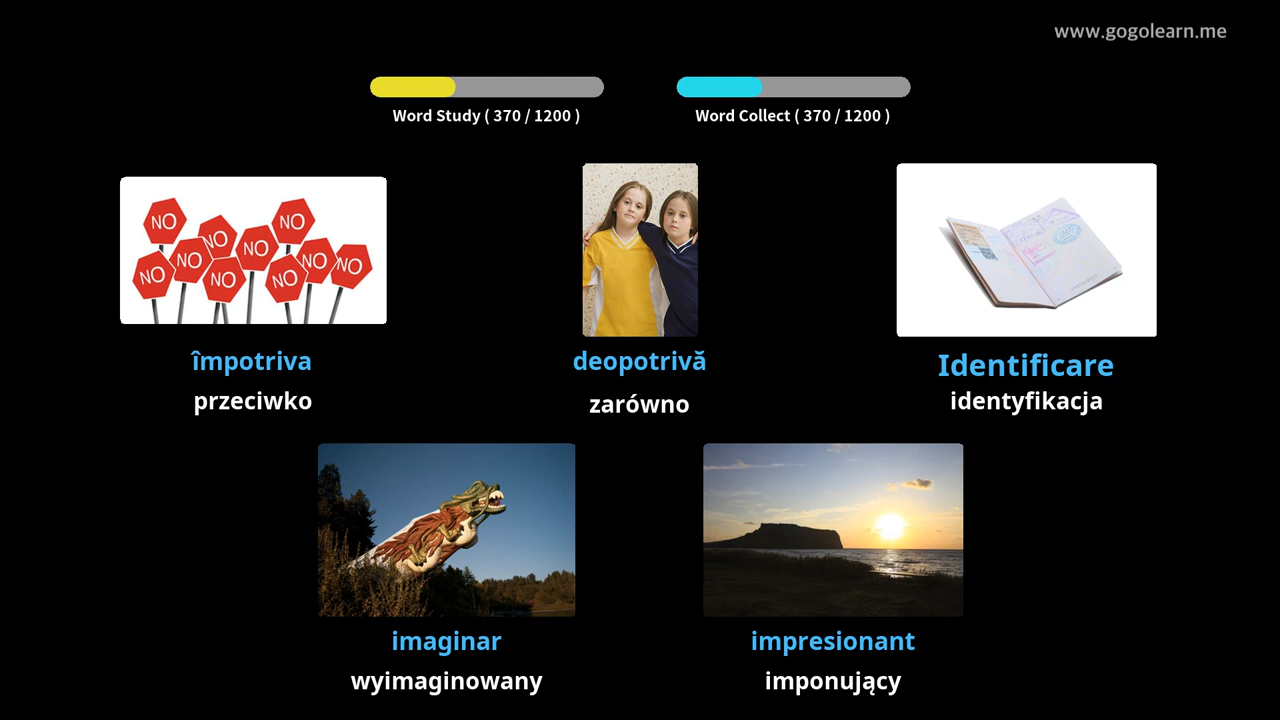 www.gogolearn.me
Word Study ( 370 / 1200 )
Word Collect ( 370 / 1200 )
NO
NO
NO
NO
NO
NO
NO
NO
NO
NO
împotriva
deopotrivă
Identificare
przeciwko
zarówno
identyfikacja
imaginar
impresionant
wyimaginowany
imponujący